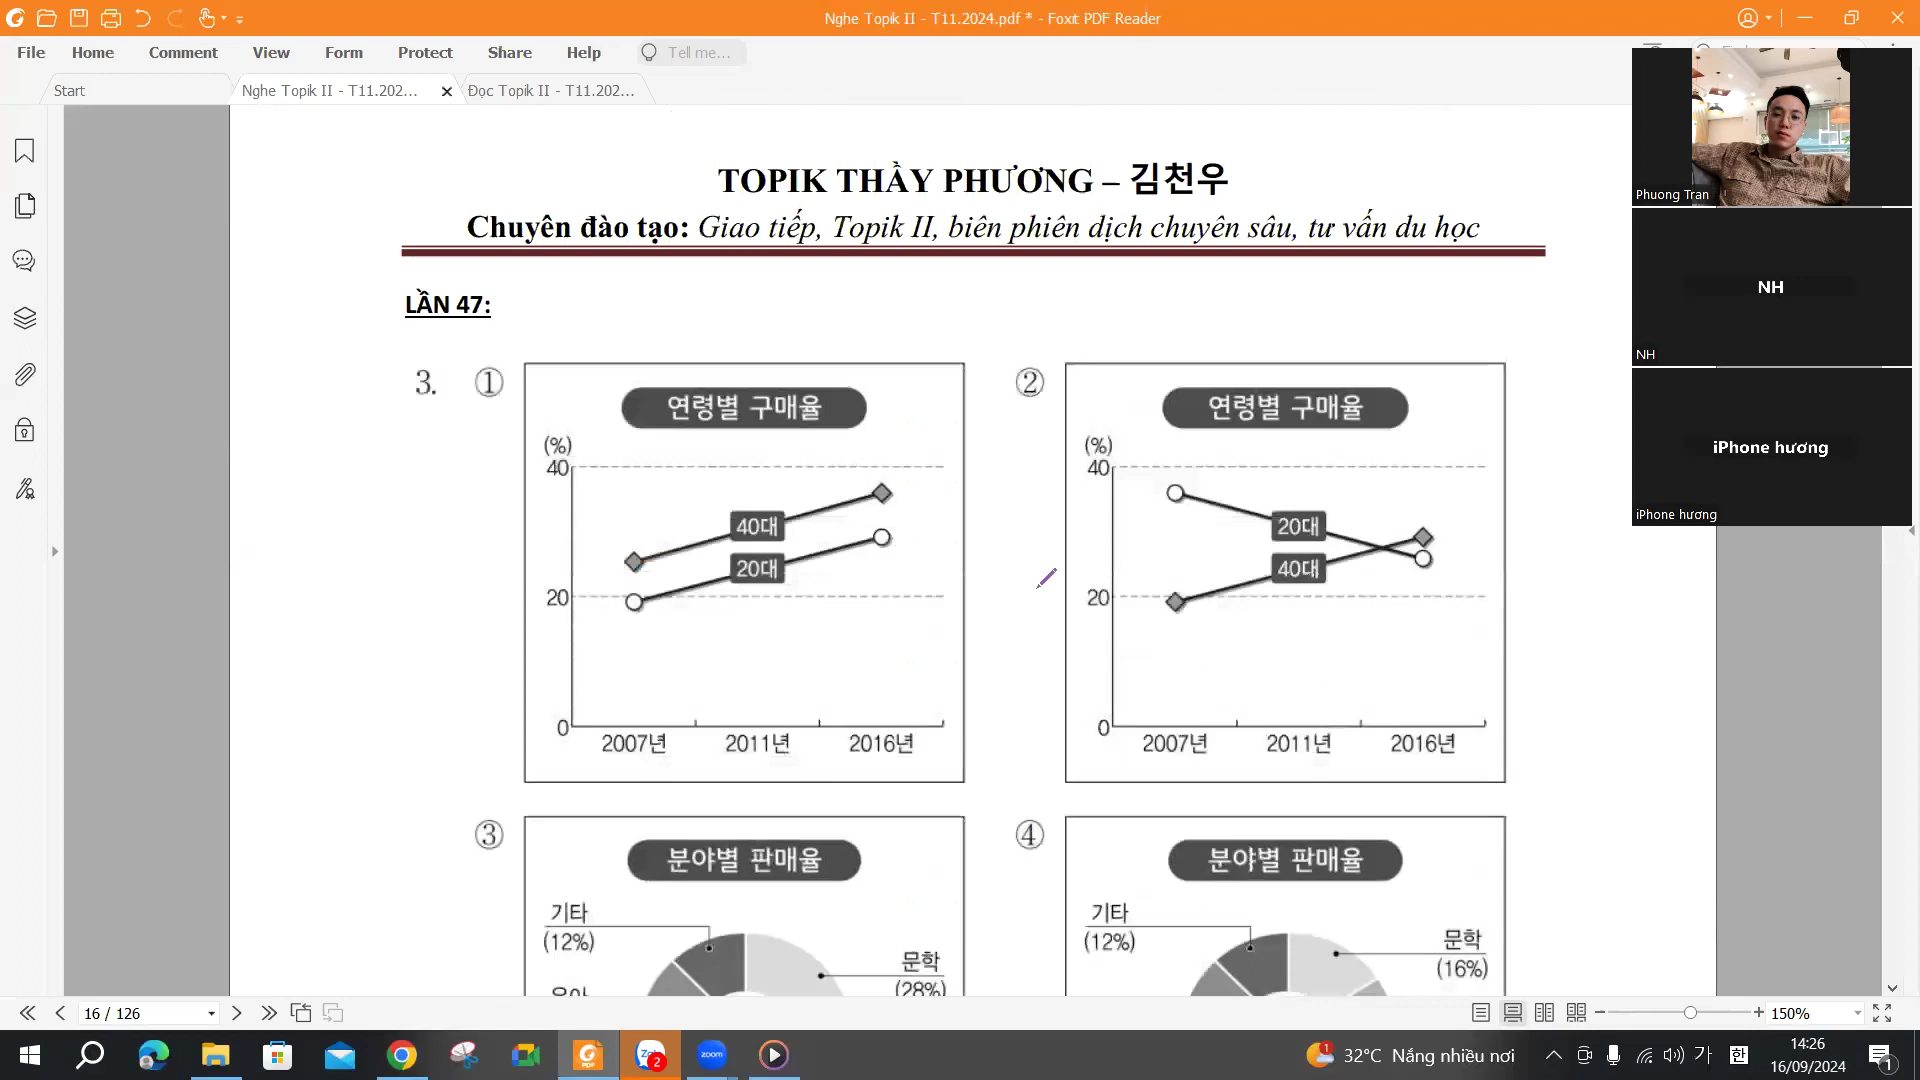 Nghe Topik II - T11.2024.pdf * - Foxit PDF Reader
File Home Comment View Form Protect Share Help Tell me...
Start
Nghe Topik II - T11.202...
Đọc Topik II - T11.202...
TOPIK THẦY PHƯƠNG – 김천우
Chuyên đào tạo: Giao tiếp, Topik II, biên phiên dịch chuyên sâu, tư vấn du học
LẦN 47:
3. ①
연령별 구매율
(%)
40
40대
20대
20
0
2007년 2011년 2016년
②
연령별 구매율
(%)
40
20대
40대
20
0
2007년 2011년 2016년
③
분야별 판매율
기타
(12%)
문학
(28%)
④
분야별 판매율
기타
(12%)
문학
(16%)
Phuong Tran
NH
NH
iPhone hương
iPhone hương
16 / 126
150%
PDF
Zalo
2
zoom
1
32°C Nắng nhiều nơi
가
한
14:26
16/09/2024
1